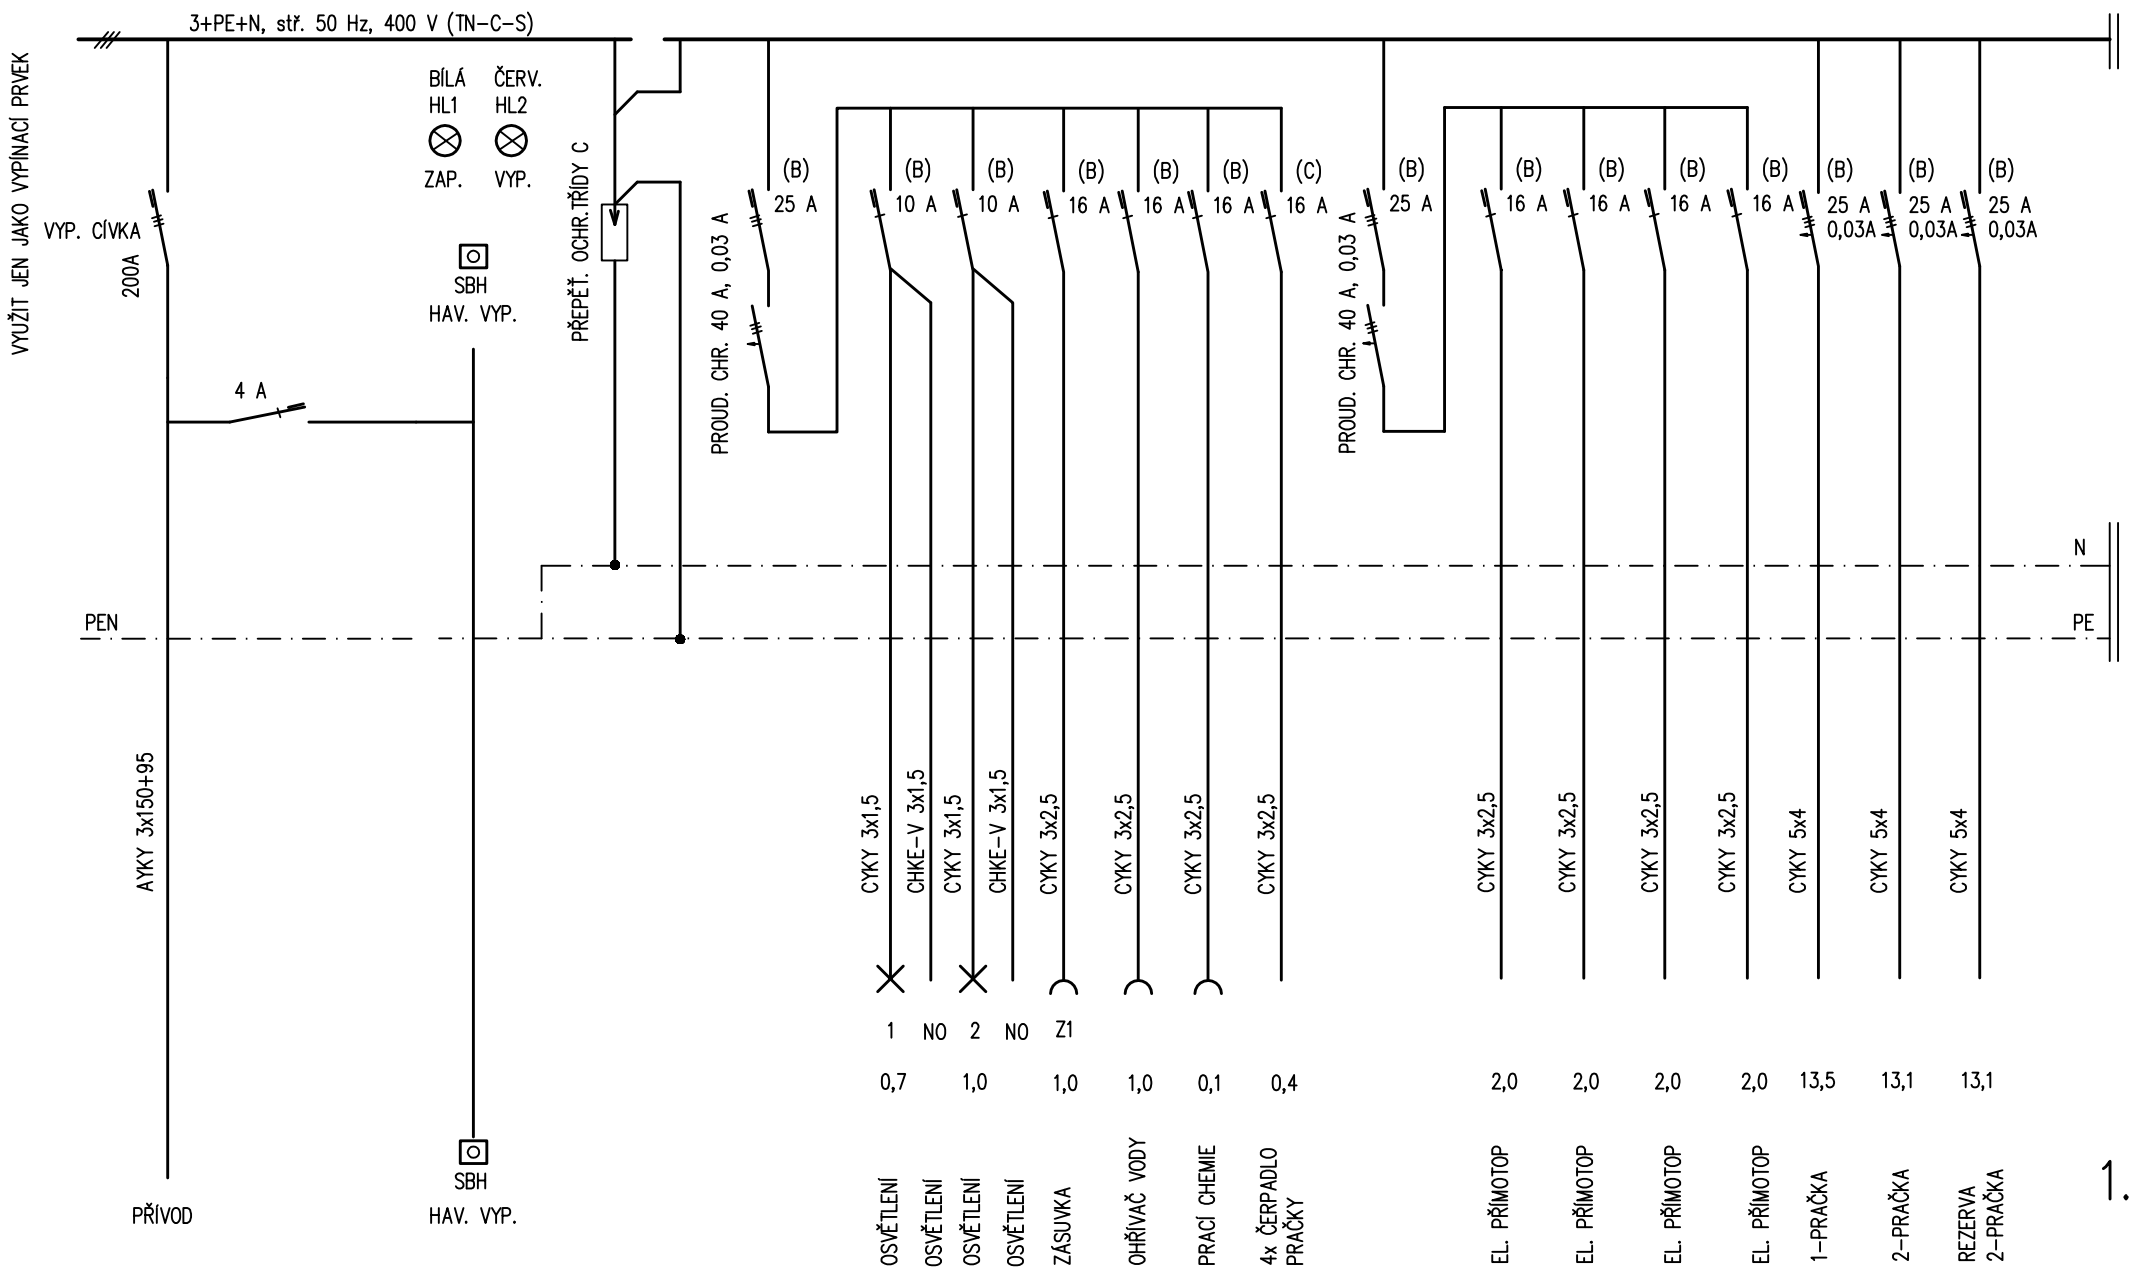 3+PE+N, stř. 50 Hz, 400 V (TN-C-S)
VYUŽIT JEN JAKO VYPÍNACÍ PRVEK
BÍLÁ
HL1
ZAP.
ČERV.
HL2
VYP.
VYP. CÍVKA
200A
SBH
HAV. VYP.
4 A
PŘEPĚŤ. OCHR.TŘÍDY C
PROUD. CHR. 40 A, 0,03 A
(B)
25 A
(B)
10 A
(B)
10 A
(B)
16 A
(B)
16 A
(B)
16 A
(C)
16 A
PROUD. CHR. 40 A, 0,03 A
(B)
25 A
(B)
16 A
(B)
16 A
(B)
16 A
(B)
16 A
(B)
25 A
0,03A
(B)
25 A
0,03A
(B)
25 A
0,03A
N
PEN
PE
AYKY 3x150+95
CYKY 3x1,5
CHKE-V 3x1,5
CYKY 3x1,5
CHKE-V 3x1,5
CYKY 3x2,5
CYKY 3x2,5
CYKY 3x2,5
CYKY 3x2,5
CYKY 3x2,5
CYKY 3x2,5
CYKY 3x2,5
CYKY 3x2,5
CYKY 5x4
CYKY 5x4
CYKY 5x4
1 NO 2 NO Z1
0,7 1,0 1,0 1,0 0,1 0,4 2,0 2,0 2,0 2,0 13,5 13,1 13,1
PŘÍVOD
SBH
HAV. VYP.
OSVĚTLENÍ
OSVĚTLENÍ
OSVĚTLENÍ
OSVĚTLENÍ
ZÁSUVKA
OHŘÍVAČ VODY
PRACÍ CHEMIE
4x ČERPADLO
PRAČKY
EL. PŘÍMOTOP
EL. PŘÍMOTOP
EL. PŘÍMOTOP
EL. PŘÍMOTOP
1-PRAČKA
2-PRAČKA
REZERVA
2-PRAČKA
1.